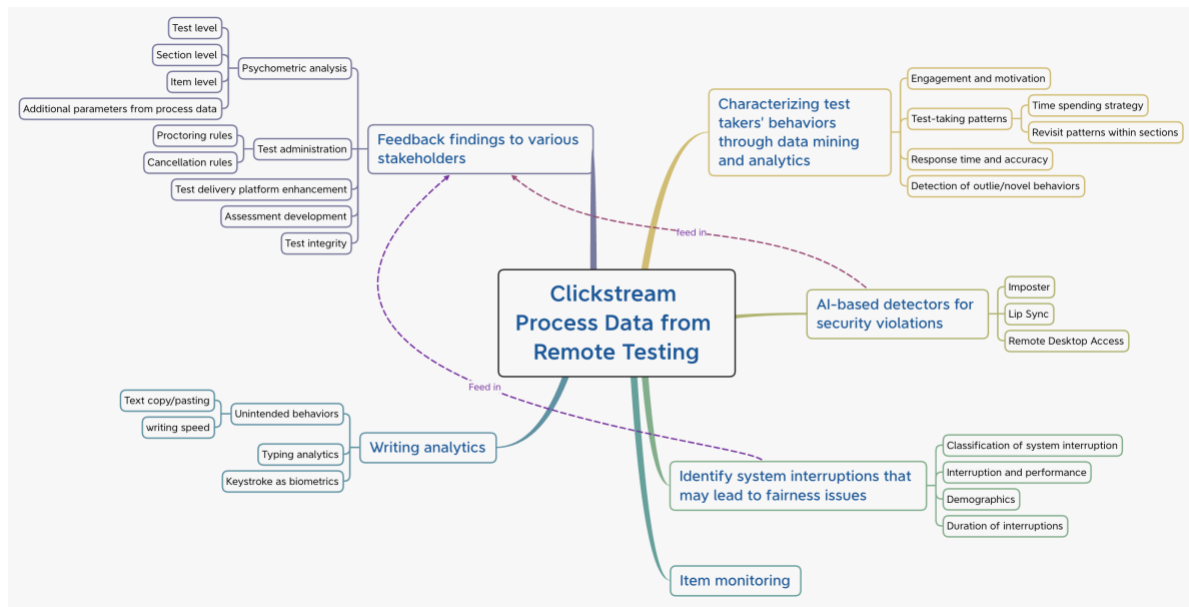 Test level
Section level
Item level
Additional parameters from process data
Psychometric analysis
Proctoring rules
Cancellation rules
Test administration
Test delivery platform enhancement
Assessment development
Test integrity
Feedback findings to various
stakeholders
Characterizing test
takers' behaviors
through data mining
and analytics
Engagement and motivation
Test-taking patterns
Time spending strategy
Revisit patterns within sections
Response time and accuracy
Detection of outlie/novel behaviors
feed in
Clickstream
Process Data from
Remote Testing
AI-based detectors for
security violations
Imposter
Lip Sync
Remote Desktop Access
Feed in
Text copy/pasting
writing speed
Unintended behaviors
Typing analytics
Keystroke as biometrics
Writing analytics
Identify system interruptions that
may lead to fairness issues
Classification of system interruption
Interruption and performance
Demographics
Duration of interruptions
Item monitoring